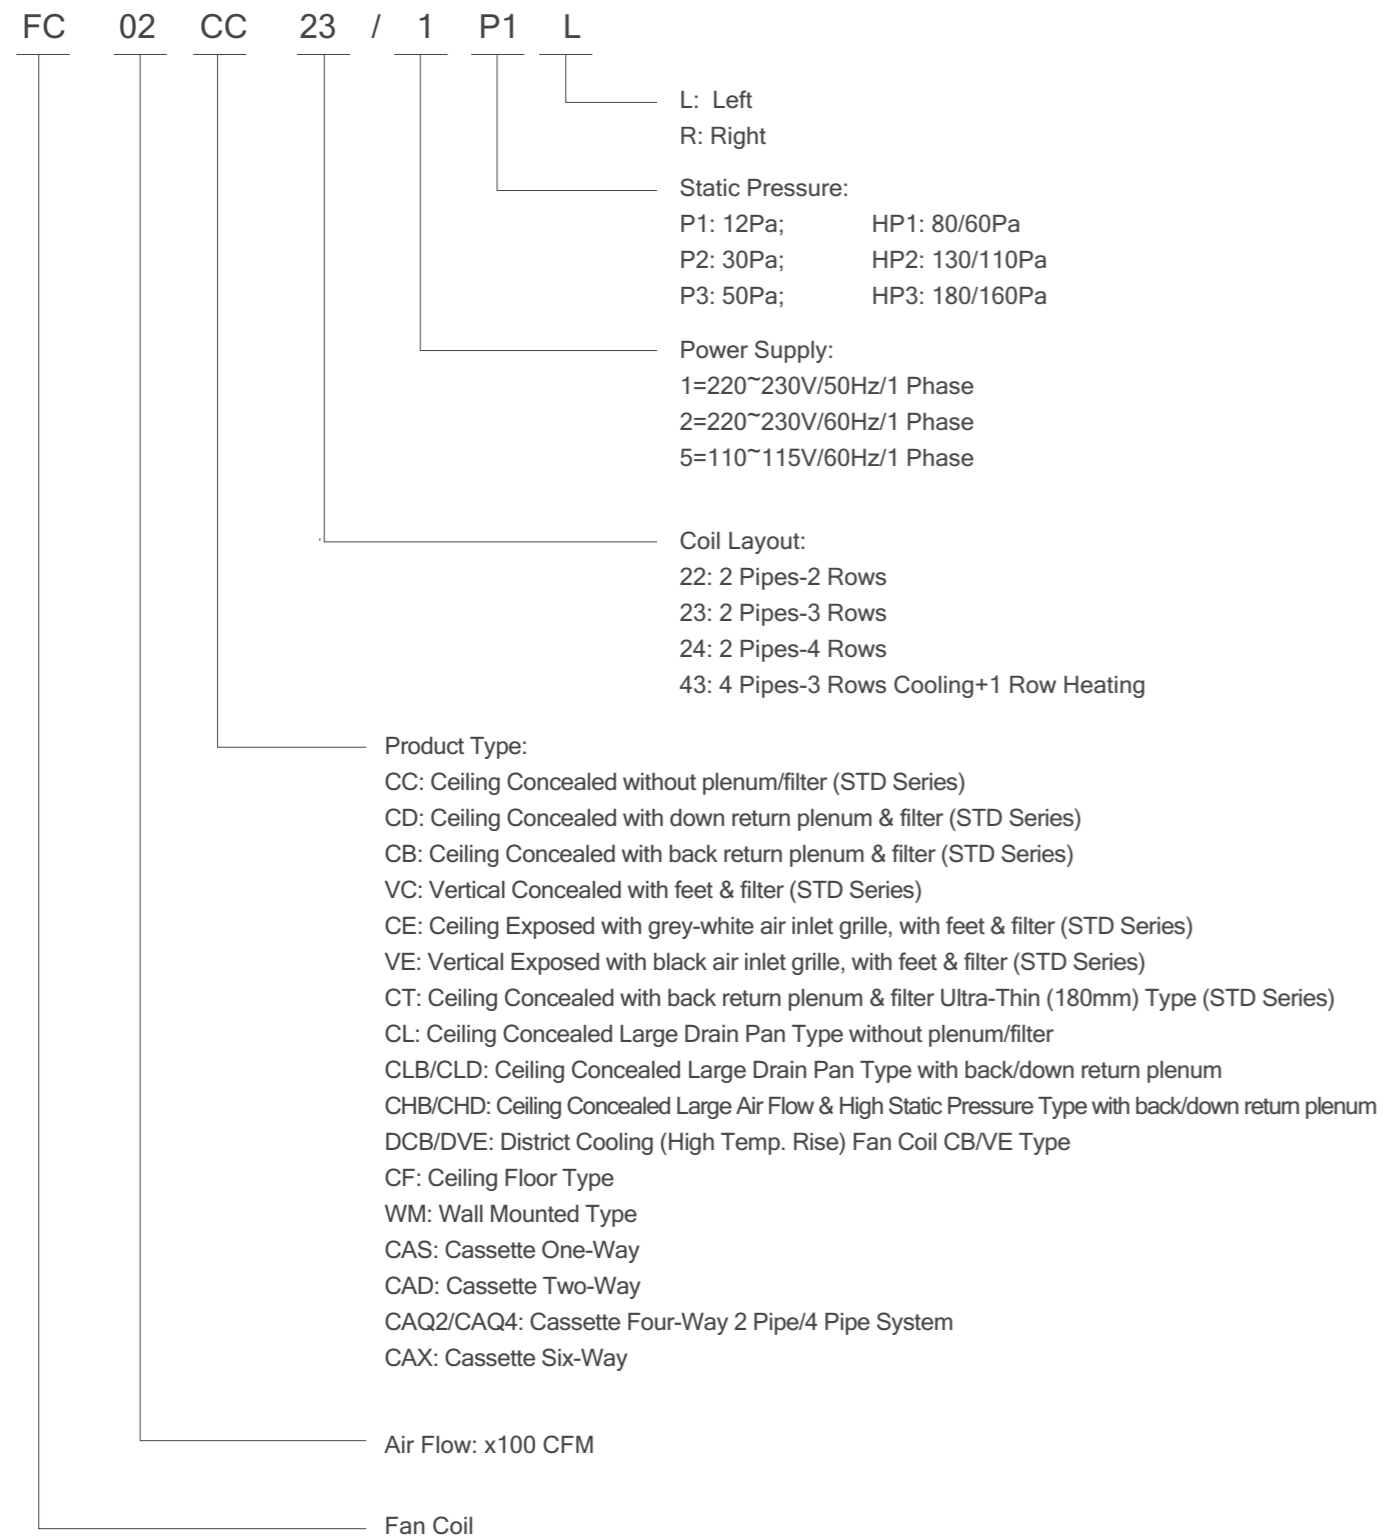 FC 02 CC 23 / 1 P1 L
L: Left
R: Right
Static Pressure:
P1: 12Pa; HP1: 80/60Pa
P2: 30Pa; HP2: 130/110Pa
P3: 50Pa; HP3: 180/160Pa
Power Supply:
1=220~230V/50Hz/1 Phase
2=220~230V/60Hz/1 Phase
5=110~115V/60Hz/1 Phase
Coil Layout:
22: 2 Pipes-2 Rows
23: 2 Pipes-3 Rows
24: 2 Pipes-4 Rows
43: 4 Pipes-3 Rows Cooling+1 Row Heating
Product Type:
CC: Ceiling Concealed without plenum/filter (STD Series)
CD: Ceiling Concealed with down return plenum & filter (STD Series)
CB: Ceiling Concealed with back return plenum & filter (STD Series)
VC: Vertical Concealed with feet & filter (STD Series)
CE: Ceiling Exposed with grey-white air inlet grille, with feet & filter (STD Series)
VE: Vertical Exposed with black air inlet grille, with feet & filter (STD Series)
CT: Ceiling Concealed with back return plenum & filter Ultra-Thin (180mm) Type (STD Series)
CL: Ceiling Concealed Large Drain Pan Type without plenum/filter
CLB/CLD: Ceiling Concealed Large Drain Pan Type with back/down return plenum
CHB/CHD: Ceiling Concealed Large Air Flow & High Static Pressure Type with back/down return plenum
DCB/DVE: District Cooling (High Temp. Rise) Fan Coil CB/VE Type
CF: Ceiling Floor Type
WM: Wall Mounted Type
CAS: Cassette One-Way
CAD: Cassette Two-Way
CAQ2/CAQ4: Cassette Four-Way 2 Pipe/4 Pipe System
CAX: Cassette Six-Way
Air Flow: x100 CFM
Fan Coil